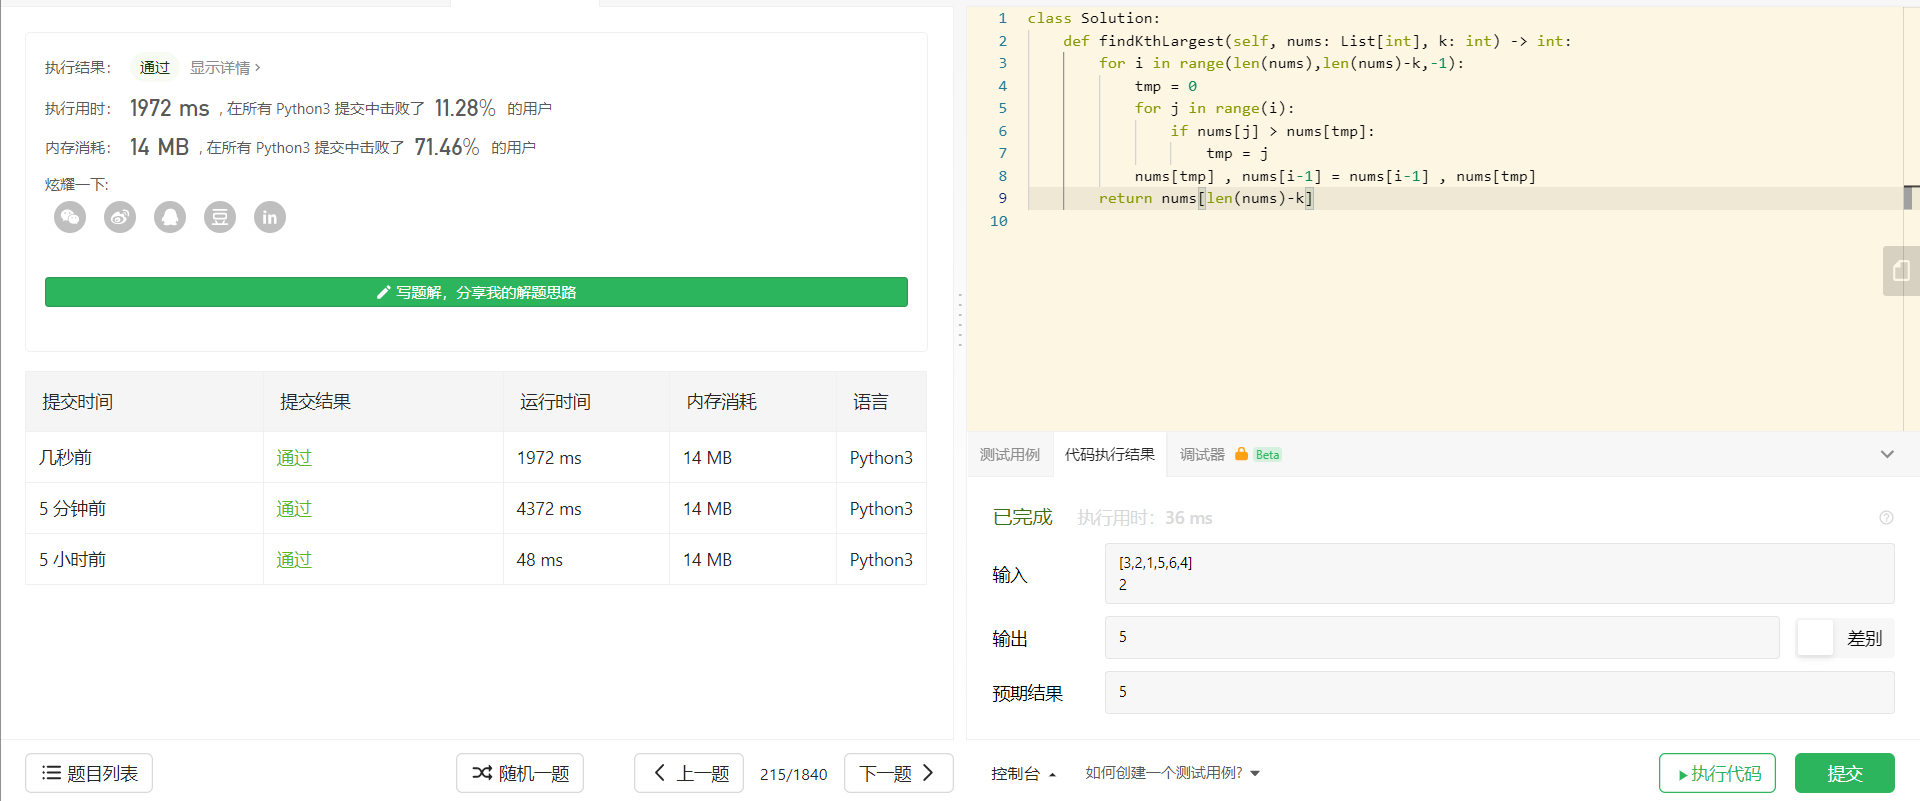 执行结果： 通过 显示详情 ›
执行用时： 1972 ms , 在所有 Python3 提交中击败了 11.28% 的用户
内存消耗： 14 MB , 在所有 Python3 提交中击败了 71.46% 的用户
炫耀一下:
豆 in
写题解，分享我的解题思路
提交时间 提交结果 运行时间 内存消耗 语言
几秒前 通过 1972 ms 14 MB Python3
5 分钟前 通过 4372 ms 14 MB Python3
5 小时前 通过 48 ms 14 MB Python3
题目列表 随机一题 上一题 215/1840 下一题
1 class Solution:
2 def findKthLargest(self, nums: List[int], k: int) -> int:
3 for i in range(len(nums),len(nums)-k,-1):
4 tmp = 0
5 for j in range(i):
6 if nums[j] > nums[tmp]:
7 tmp = j
8 nums[tmp] , nums[i-1] = nums[i-1] , nums[tmp]
9 return nums[len(nums)-k]
10
测试用例 代码执行结果 调试器 Beta
已完成 执行用时：36 ms
输入 [3,2,1,5,6,4]
2
输出 5 差别
预期结果 5
控制台 如何创建一个测试用例? 执行代码 提交